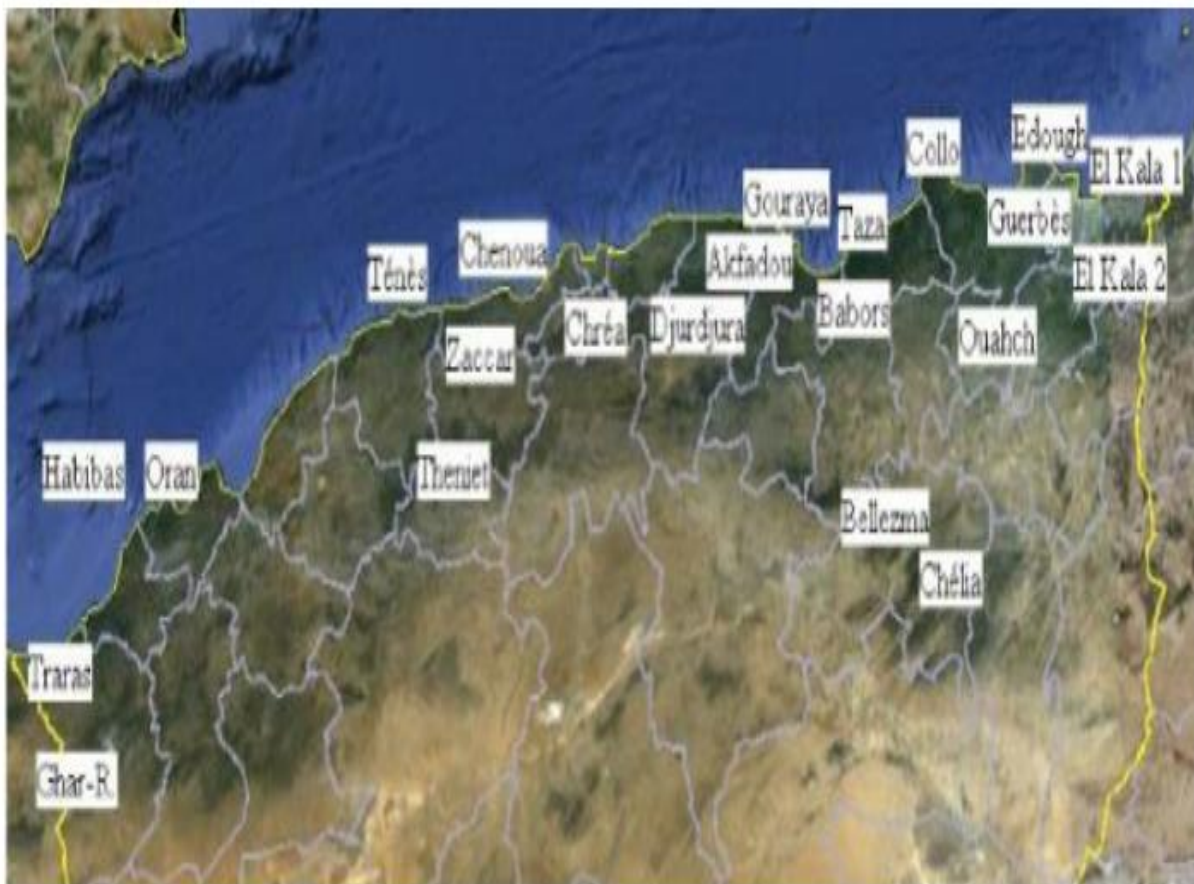 Edough
Collo
El Kala 1
Gouraya
Taza
Guerbès
Chenoua
Akfadou
Ténès
El Kala 2
Babors
Chréa
Djurdjura
Ouahch
Zaccar
Habibas
Oran
Theniet
Bellezma
Chélia
Traras
Ghar-R